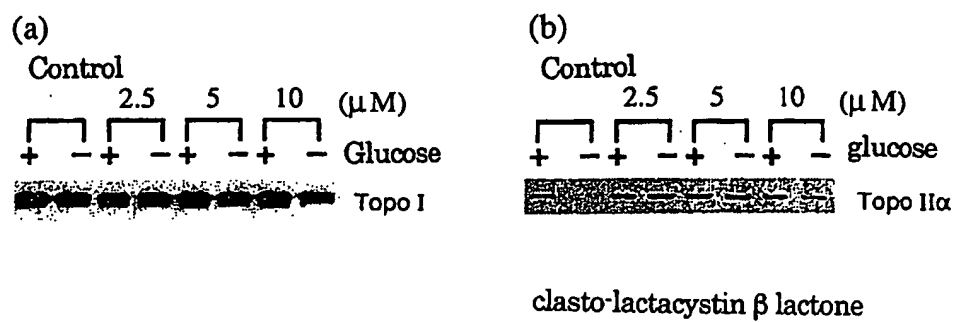 (a)
Control
2.5 5 10 (μM)
+ − + − + − + − Glucose
Topo I
(b)
Control
2.5 5 10 (μM)
+ − + − + − + − glucose
Topo IIα
clasto-lactacystin β lactone